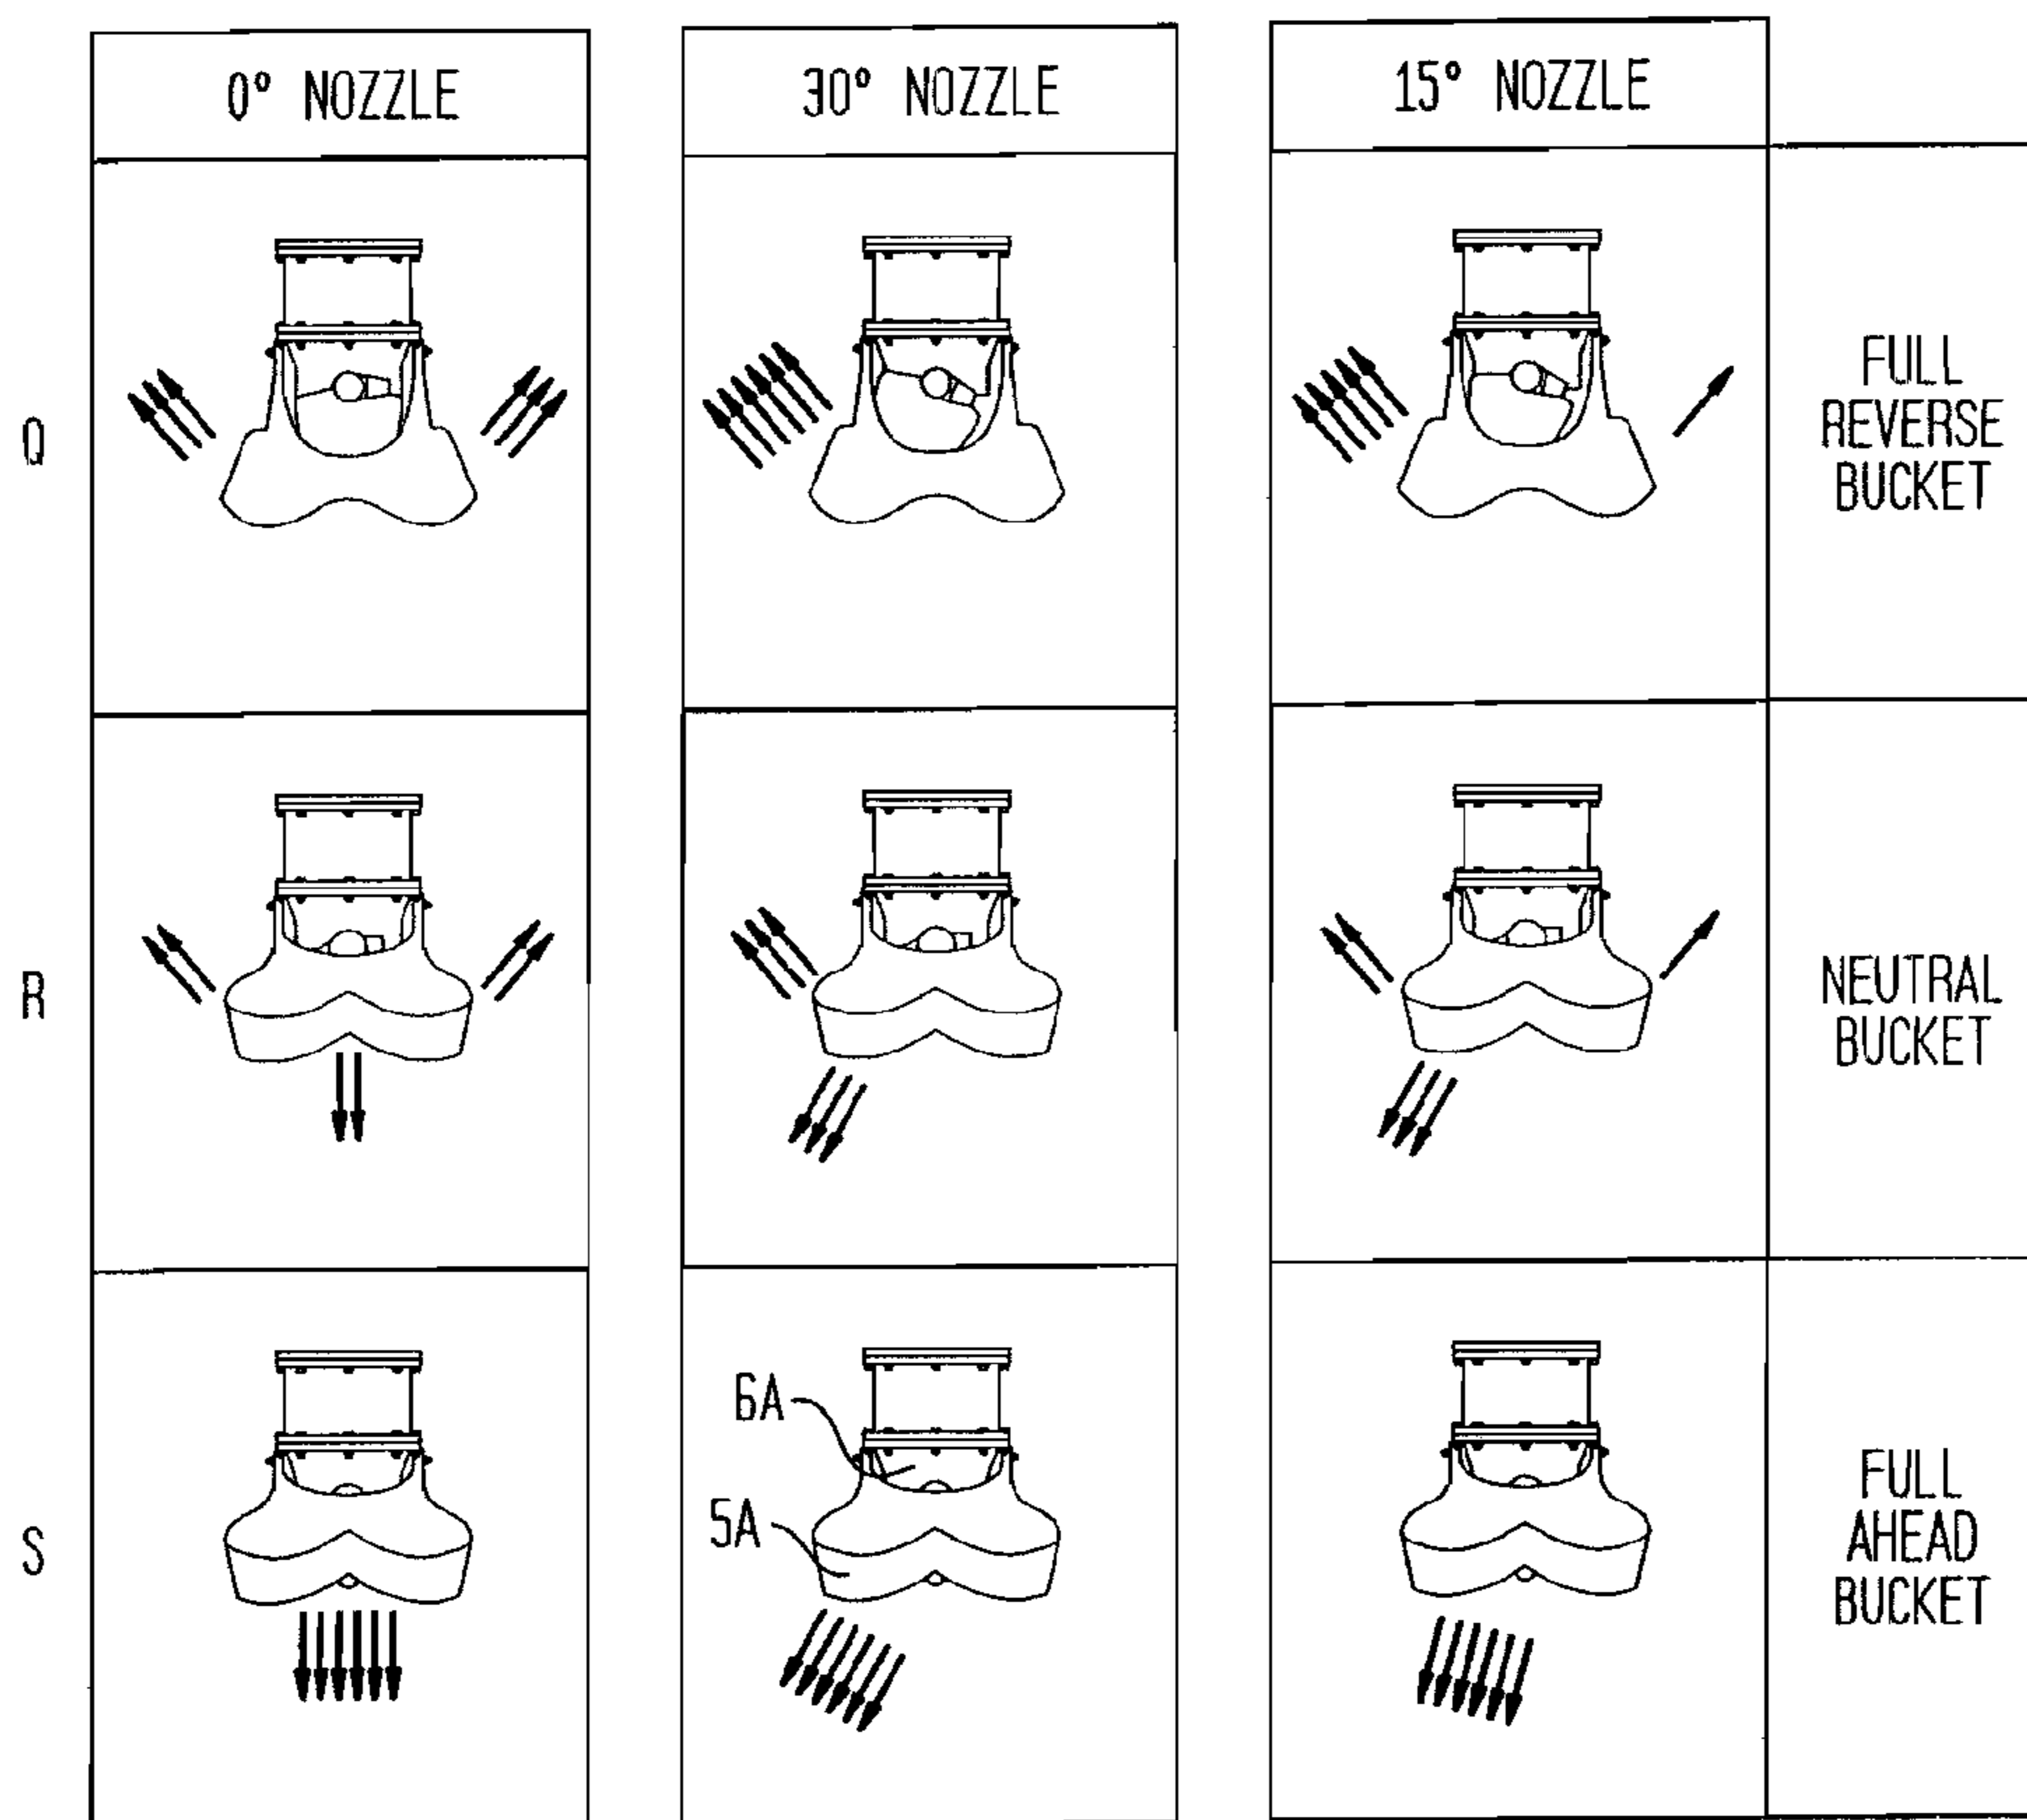 0° NOZZLE
30° NOZZLE
15° NOZZLE
Q
FULL
REVERSE
BUCKET
R
NEUTRAL
BUCKET
6A
5A
S
FULL
AHEAD
BUCKET